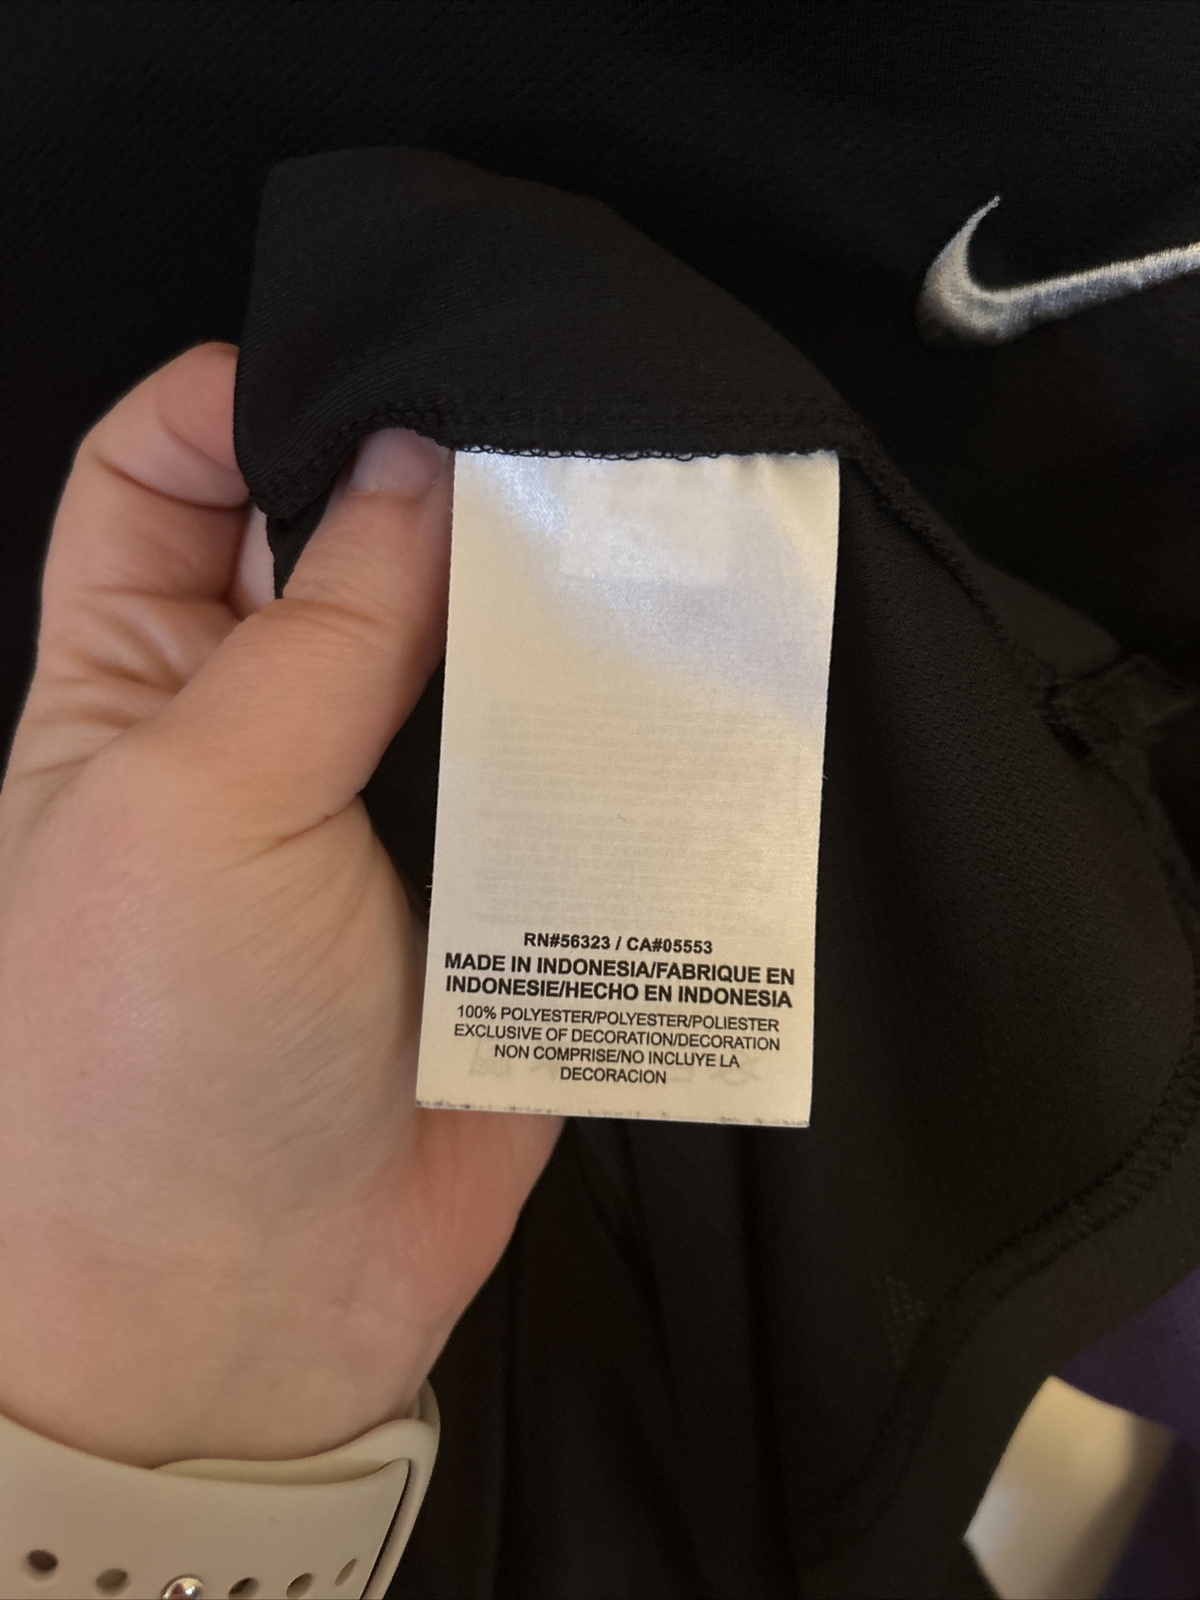 RN#56323 / CA#05553
MADE IN INDONESIA/FABRIQUE EN
INDONESIE/HECHO EN INDONESIA
100% POLYESTER/POLYESTER/POLIESTER
EXCLUSIVE OF DECORATION/DECORATION
NON COMPRISE/NO INCLUYE LA
DECORACION